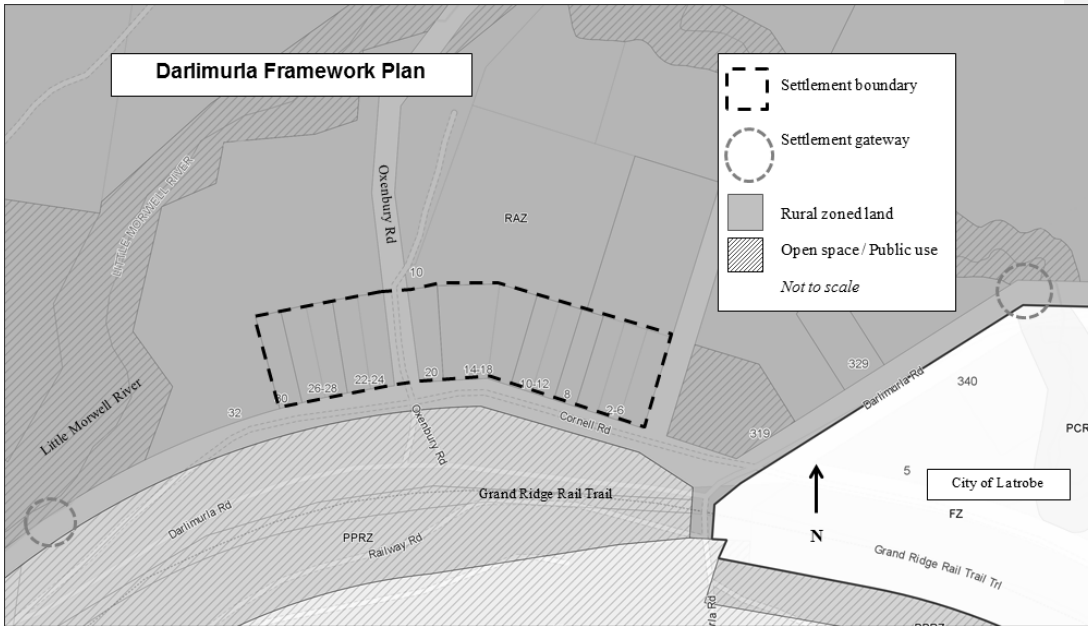 Darlimurla Framework Plan
Settlement boundary
Settlement gateway
Rural zoned land
Open space / Public use
Not to scale
LITTLE MORWELL RIVER
Oxenbury Rd
RAZ
10
329
Darlimurla Rd
340
PCR
20
14-18
22-24
26-28
30
10-12
8
2-6
32
Little Morwell River
Oxenbury Rd
Cornell Rd
319
5
City of Latrobe
FZ
Grand Ridge Rail Trail
N
Darlimurla Rd
PPRZ
Railway Rd
Grand Ridge Rail Trail Trl
rla Rd